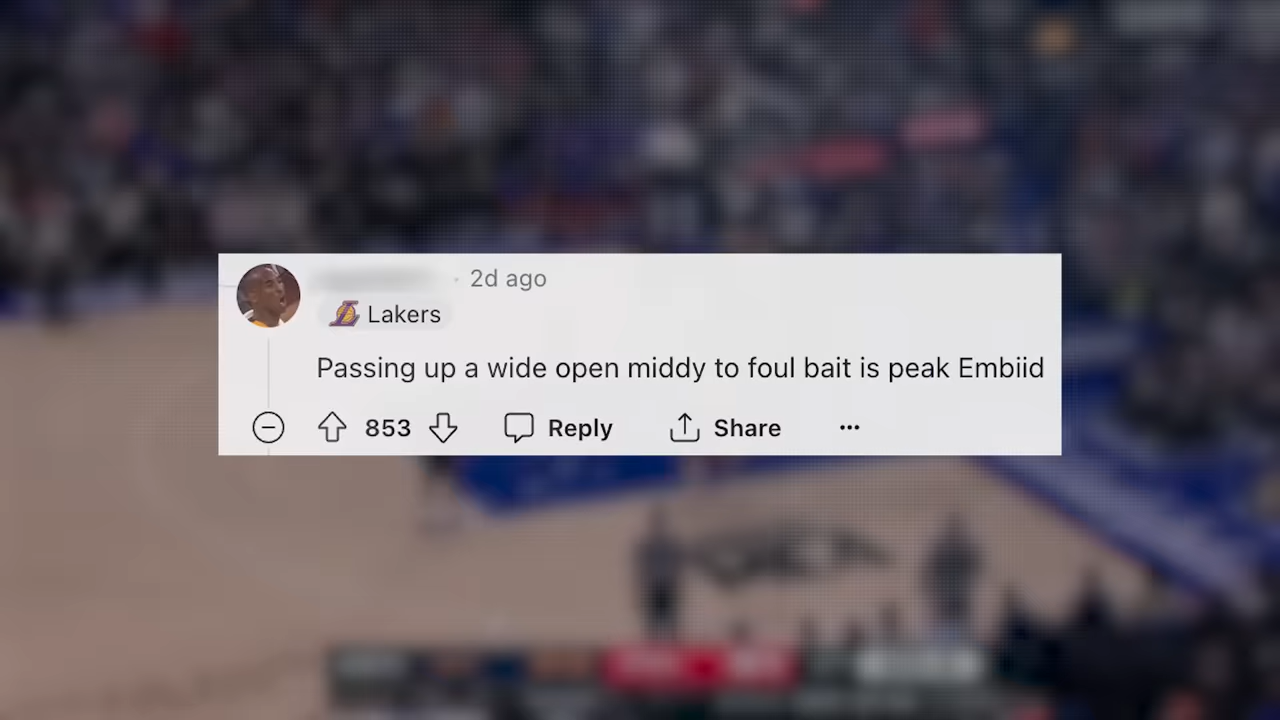 · 2d ago
Lakers
Passing up a wide open middy to foul bait is peak Embiid
853 Reply Share ...